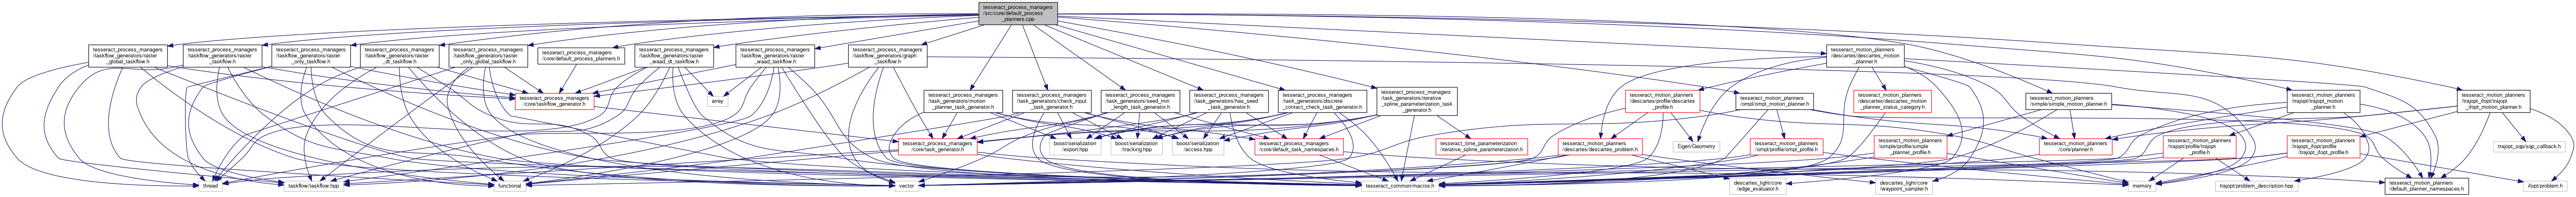 tesseract_process_managers
/src/core/default_process
_planners.cpp
tesseract_process_managers
/taskflow_generators/raster
_global_taskflow.h
tesseract_process_managers
/taskflow_generators/raster
_taskflow.h
tesseract_process_managers
/taskflow_generators/raster
_only_taskflow.h
tesseract_process_managers
/taskflow_generators/raster
_dt_taskflow.h
tesseract_process_managers
/taskflow_generators/raster
_only_global_taskflow.h
tesseract_process_managers
/core/default_process_planners.h
tesseract_process_managers
/taskflow_generators/raster
_waad_dt_taskflow.h
tesseract_process_managers
/taskflow_generators/raster
_waad_taskflow.h
tesseract_process_managers
/taskflow_generators/graph
_taskflow.h
tesseract_motion_planners
/descartes/descartes_motion
_planner.h
tesseract_process_managers
/core/taskflow_generator.h
array
tesseract_process_managers
/task_generators/motion
_planner_task_generator.h
tesseract_process_managers
/task_generators/check_input
_task_generator.h
tesseract_process_managers
/task_generators/seed_min
_length_task_generator.h
tesseract_process_managers
/task_generators/has_seed
_task_generator.h
tesseract_process_managers
/task_generators/discrete
_contact_check_task_generator.h
tesseract_process_managers
/task_generators/iterative
_spline_parameterization_task
_generator.h
tesseract_motion_planners
/descartes/profile/descartes
_profile.h
tesseract_motion_planners
/ompl/ompl_motion_planner.h
tesseract_motion_planners
/descartes/descartes_motion
_planner_status_category.h
tesseract_motion_planners
/simple/simple_motion_planner.h
tesseract_motion_planners
/trajopt/trajopt_motion
_planner.h
tesseract_motion_planners
/trajopt_ifopt/trajopt
_ifopt_motion_planner.h
tesseract_process_managers
/core/task_generator.h
boost/serialization
/export.hpp
boost/serialization
/tracking.hpp
boost/serialization
/access.hpp
tesseract_process_managers
/core/default_task_namespaces.h
tesseract_time_parameterization
/iterative_spline_parameterization.h
tesseract_motion_planners
/descartes/descartes_problem.h
Eigen/Geometry
tesseract_motion_planners
/ompl/profile/ompl_profile.h
tesseract_motion_planners
/simple/profile/simple
_planner_profile.h
tesseract_motion_planners
/core/planner.h
tesseract_motion_planners
/trajopt/profile/trajopt
_profile.h
tesseract_motion_planners
/trajopt_ifopt/profile
/trajopt_ifopt_profile.h
trajopt_sqp/sqp_callback.h
thread
taskflow/taskflow.hpp
functional
vector
tesseract_common/macros.h
descartes_light/core
/edge_evaluator.h
descartes_light/core
/waypoint_sampler.h
memory
trajopt/problem_description.hpp
tesseract_motion_planners
/default_planner_namespaces.h
ifopt/problem.h